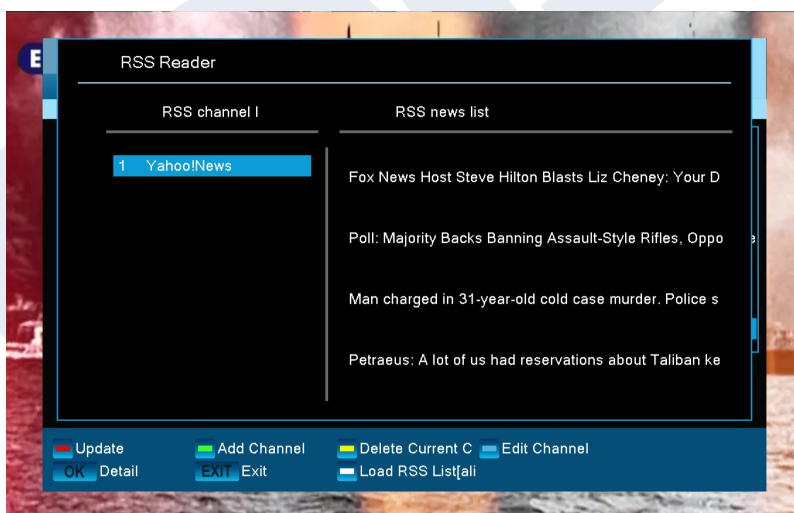 E
RSS Reader
RSS channel l
RSS news list
1 Yahoo!News
Fox News Host Steve Hilton Blasts Liz Cheney: Your D
Poll: Majority Backs Banning Assault-Style Rifles, Oppo
Man charged in 31-year-old cold case murder. Police s
Petraeus: A lot of us had reservations about Taliban ke
Update Add Channel Delete Current C Edit Channel
OK Detail EXIT Exit Load RSS List[ali